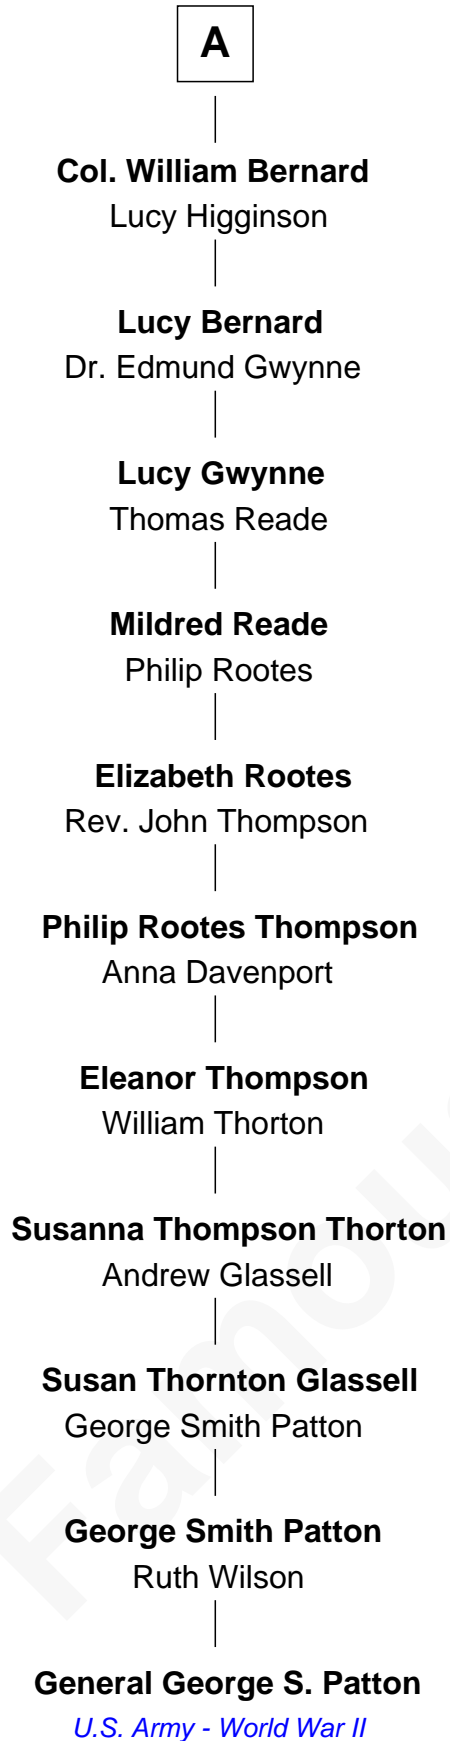 A
Col. William Bernard
Lucy Higginson
Lucy Bernard
Dr. Edmund Gwynne
Lucy Gwynne
Thomas Reade
Mildred Reade
Philip Rootes
Elizabeth Rootes
Rev. John Thompson
Philip Rootes Thompson
Anna Davenport
Eleanor Thompson
William Thorton
Susanna Thompson Thorton
Andrew Glassell
Susan Thornton Glassell
George Smith Patton
George Smith Patton
Ruth Wilson
General George S. Patton
U.S. Army - World War II
Famou